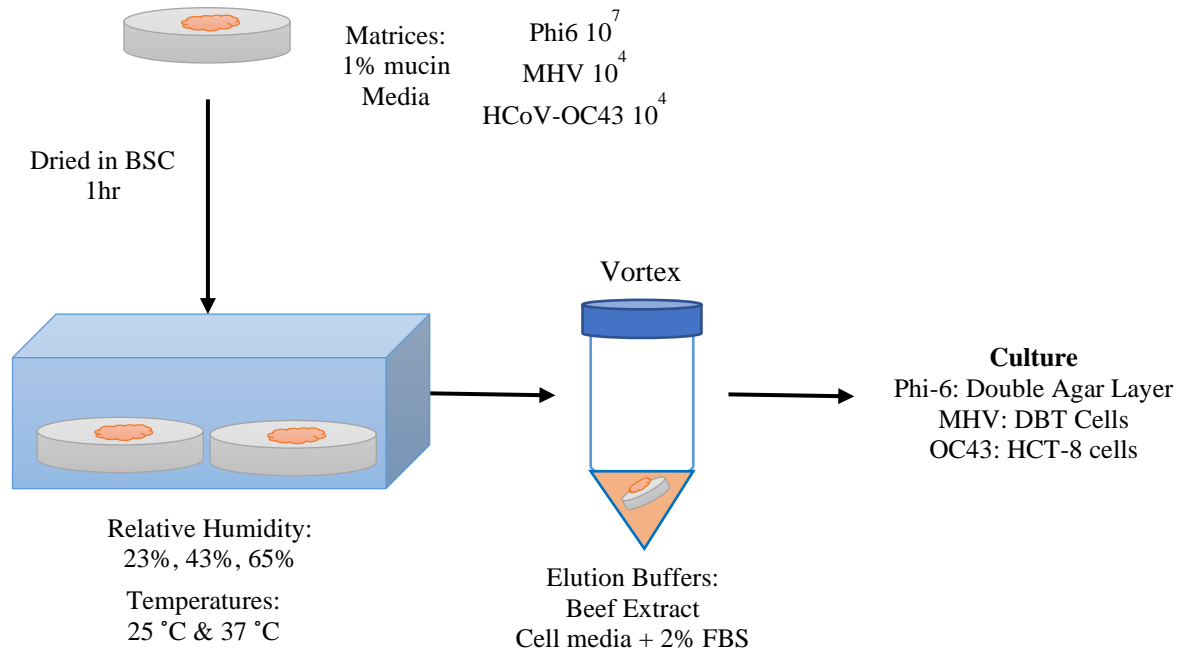 Matrices:
1% mucin
Media
Phi6 10^7
MHV 10^4
HCoV-OC43 10^4
Dried in BSC
1hr
Relative Humidity:
23%, 43%, 65%
Temperatures:
25 ˚C & 37 ˚C
Vortex
Elution Buffers:
Beef Extract
Cell media + 2% FBS
Culture
Phi-6: Double Agar Layer
MHV: DBT Cells
OC43: HCT-8 cells